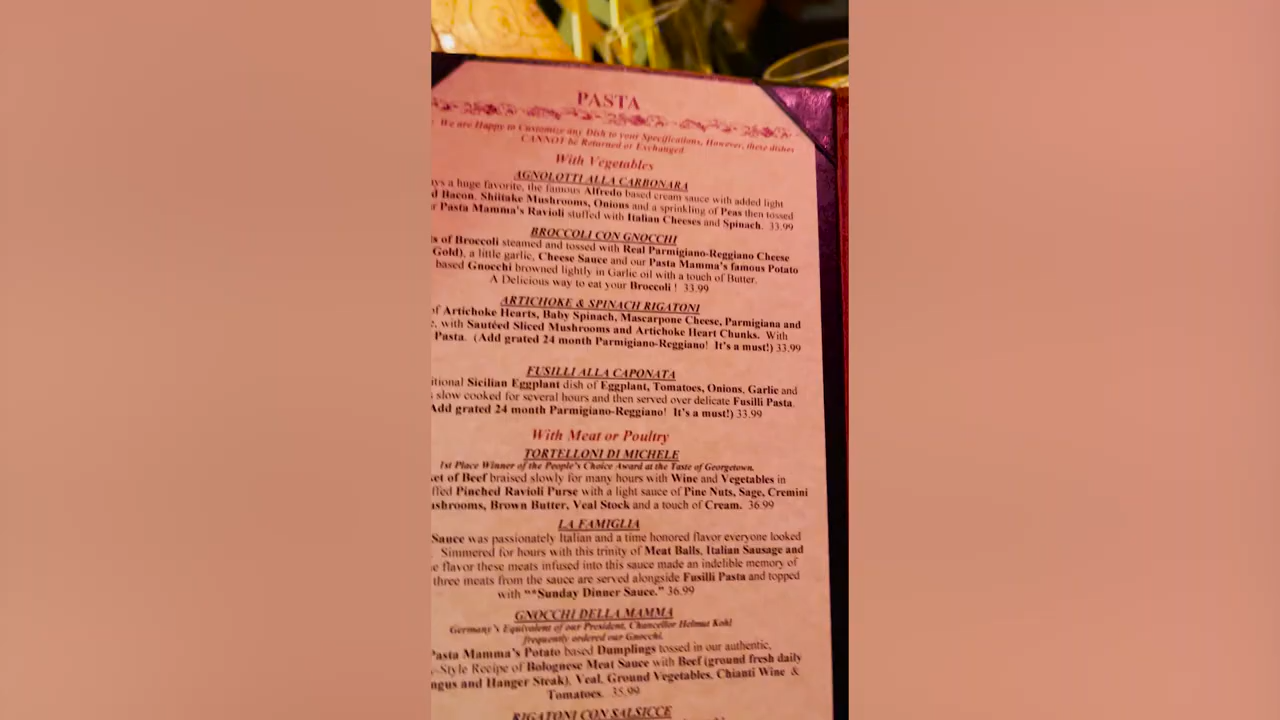 PASTA
We are Happy to Customize any Dish to your Specifications, However, these dishes
CANNOT be Returned or Exchanged.
With Vegetables
AGNOLOTTI ALLA CARBONARA
a huge favorite, the famous Alfredo based cream sauce with added light
Bacon, Shiitake Mushrooms, Onions and a sprinkling of Peas then tossed
Pasta Mamma's Ravioli stuffed with Italian Cheeses and Spinach. 33.99
BROCCOLI CON GNOCCHI
of Broccoli steamed and tossed with Real Parmigiano-Reggiano Cheese
Gold), a little garlic, Cheese Sauce and our Pasta Mamma's famous Potato
based Gnocchi browned lightly in Garlic oil with a touch of Butter.
A Delicious way to eat your Broccoli ! 33.99
ARTICHOKE & SPINACH RIGATONI
of Artichoke Hearts, Baby Spinach, Mascarpone Cheese, Parmigiana and
with Sautéed Sliced Mushrooms and Artichoke Heart Chunks. With
Pasta. (Add grated 24 month Parmigiano-Reggiano! It's a must!) 33.99
FUSILLI ALLA CAPONATA
itional Sicilian Eggplant dish of Eggplant, Tomatoes, Onions, Garlic and
slow cooked for several hours and then served over delicate Fusilli Pasta.
Add grated 24 month Parmigiano-Reggiano! It's a must!) 33.99
With Meat or Poultry
TORTELLONI DI MICHELE
1st Place Winner of the People's Choice Award at the Taste of Georgetown.
et of Beef braised slowly for many hours with Wine and Vegetables in
ffed Pinched Ravioli Purse with a light sauce of Pine Nuts, Sage, Cremini
ushrooms, Brown Butter, Veal Stock and a touch of Cream. 36.99
LA FAMIGLIA
Sauce was passionately Italian and a time honored flavor everyone looked
Simmered for hours with this trinity of Meat Balls, Italian Sausage and
e flavor these meats infused into this sauce made an indelible memory of
three meats from the sauce are served alongside Fusilli Pasta and topped
with "*Sunday Dinner Sauce." 36.99
GNOCCHI DELLA MAMMA
Germany's Equivalent of our President, Chancellor Helmut Kohl
frequently ordered our Gnocchi.
Pasta Mamma's Potato based Dumplings tossed in our authentic,
-Style Recipe of Bolognese Meat Sauce with Beef (ground fresh daily
ngus and Hanger Steak), Veal, Ground Vegetables, Chianti Wine &
Tomatoes. 35.99
RIGATONI CON SALSICCE